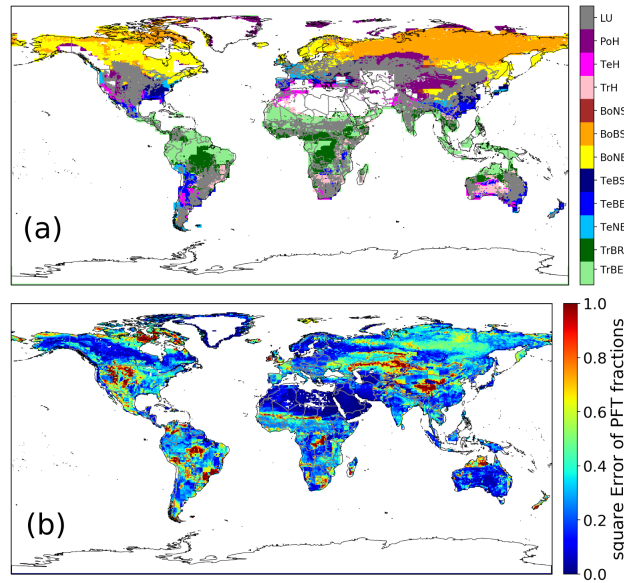 LU
PoH
TeH
TrH
BoNS
BoBS
BoNE
TeBS
TeBE
TeNE
TrBR
TrBE
(a)
1.0
0.8
0.6
0.4
0.2
0.0
square Error of PFT fractions
(b)